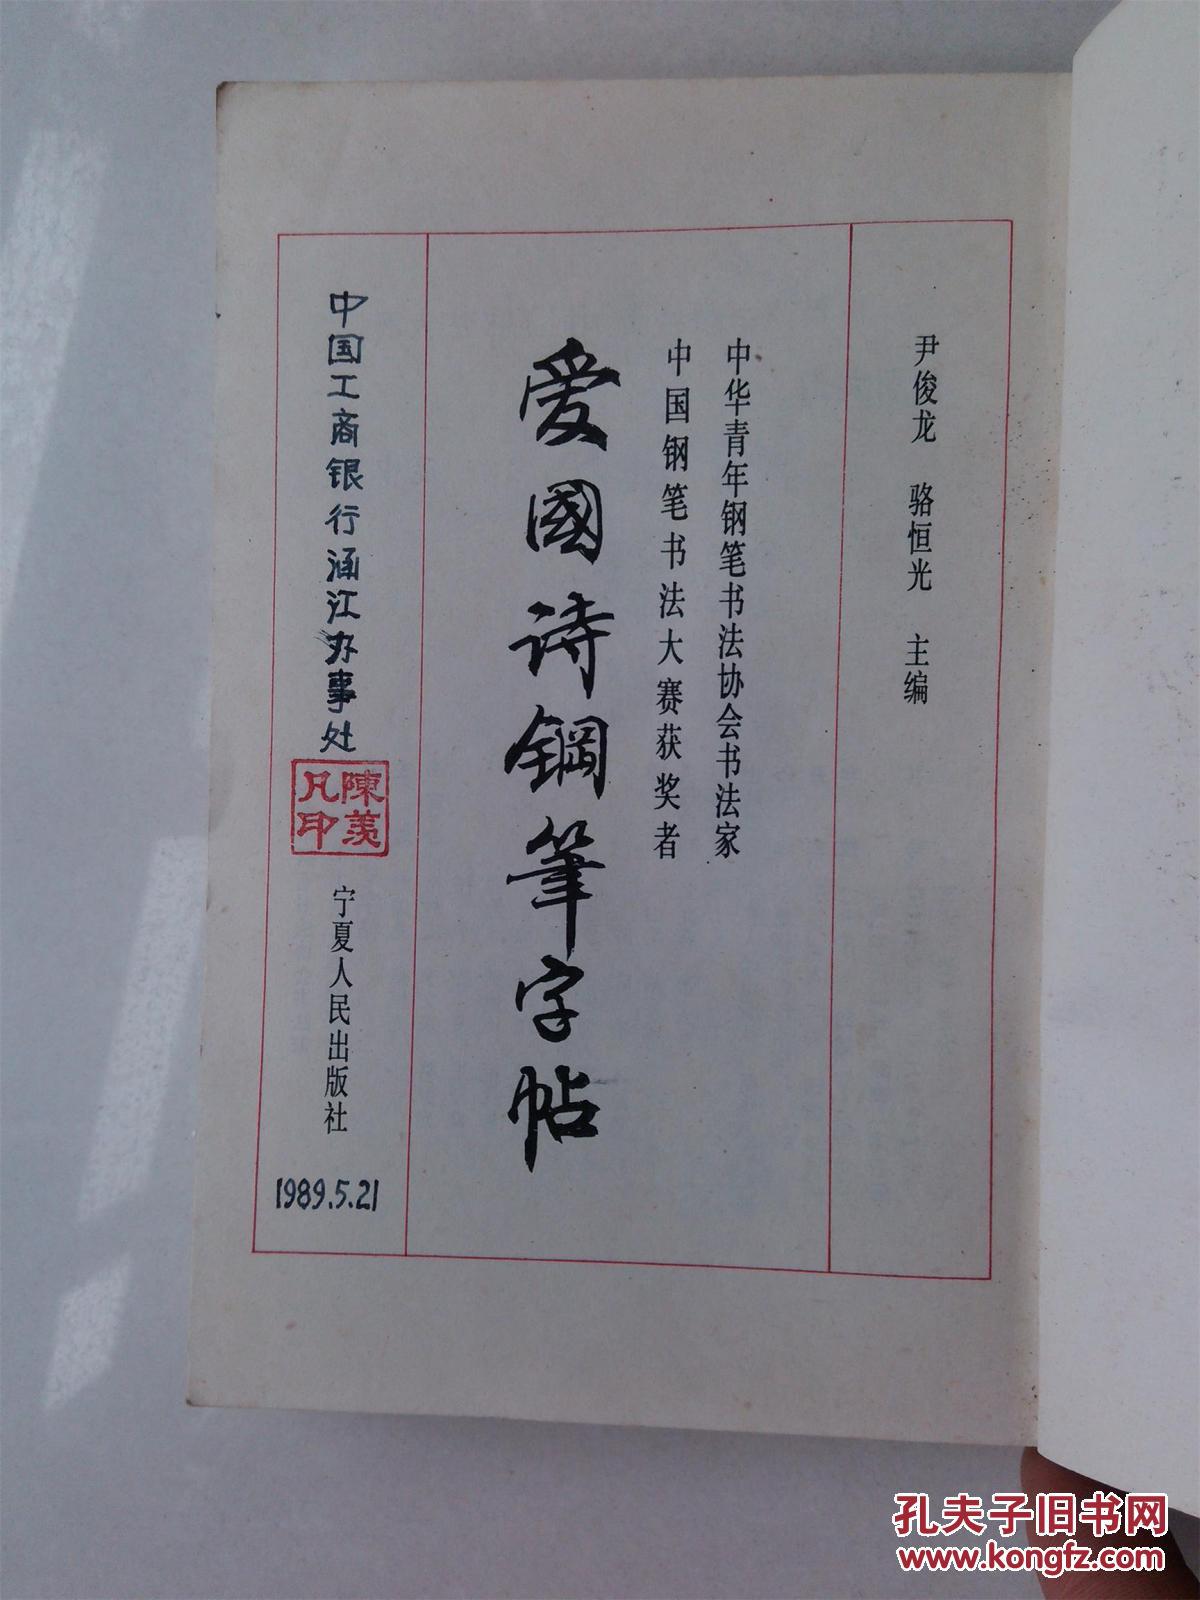 尹俊龙 骆恒光 主编
中华青年钢笔书法协会书法家
中国钢笔书法大赛获奖者
爱國诗鋼筆字帖
中国工商银行涵江办事处
陳羡
凡印
宁夏人民出版社
1989.5.21
孔夫子旧书网
www.kongfz.com